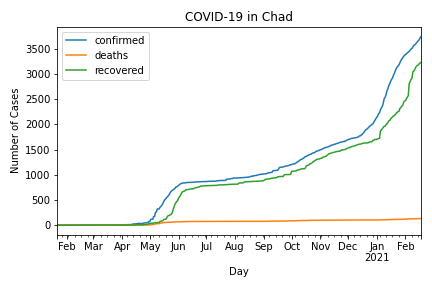 COVID-19 in Chad
confirmed
deaths
recovered
Number of Cases
3500
3000
2500
2000
1500
1000
500
0
Feb Mar Apr May Jun Jul Aug Sep Oct Nov Dec Jan Feb
2021
Day